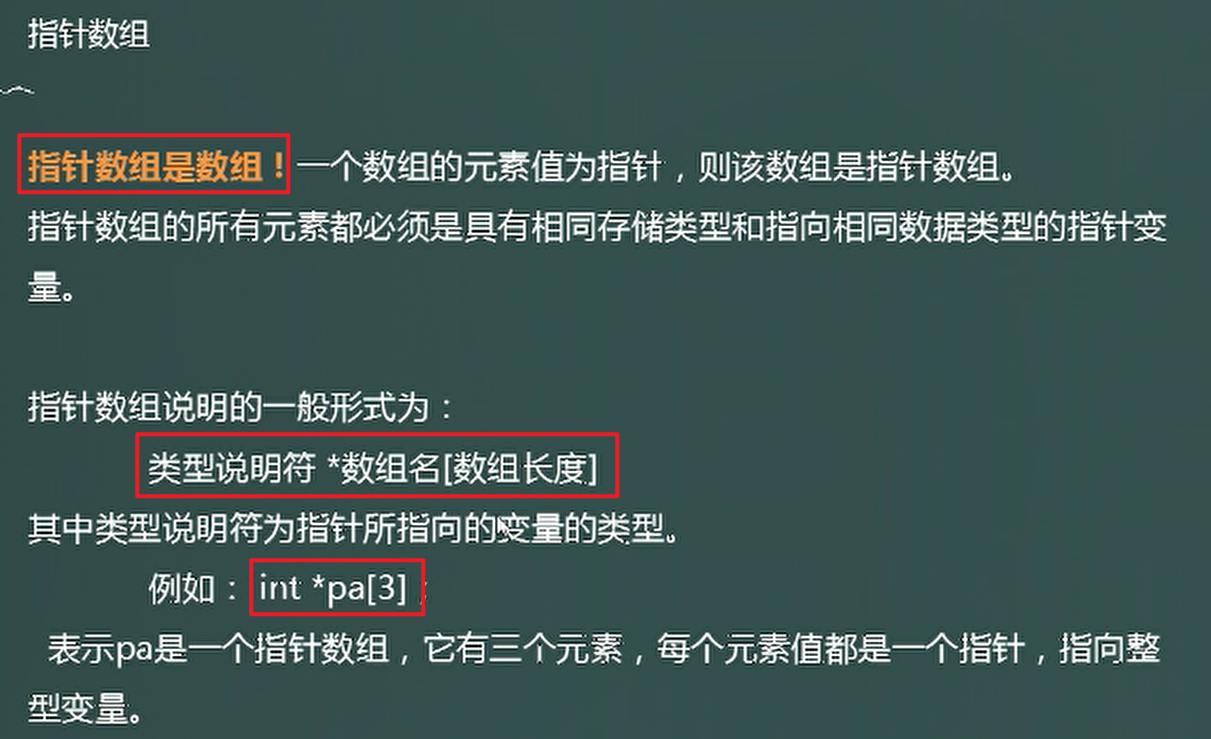 指针数组
指针数组是数组！一个数组的元素值为指针，则该数组是指针数组。
指针数组的所有元素都必须是具有相同存储类型和指向相同数据类型的指针变
量。
指针数组说明的一般形式为：
类型说明符 *数组名[数组长度]
其中类型说明符为指针所指向的变量的类型。
例如：int *pa[3] ;
表示pa是一个指针数组，它有三个元素，每个元素值都是一个指针，指向整
型变量。